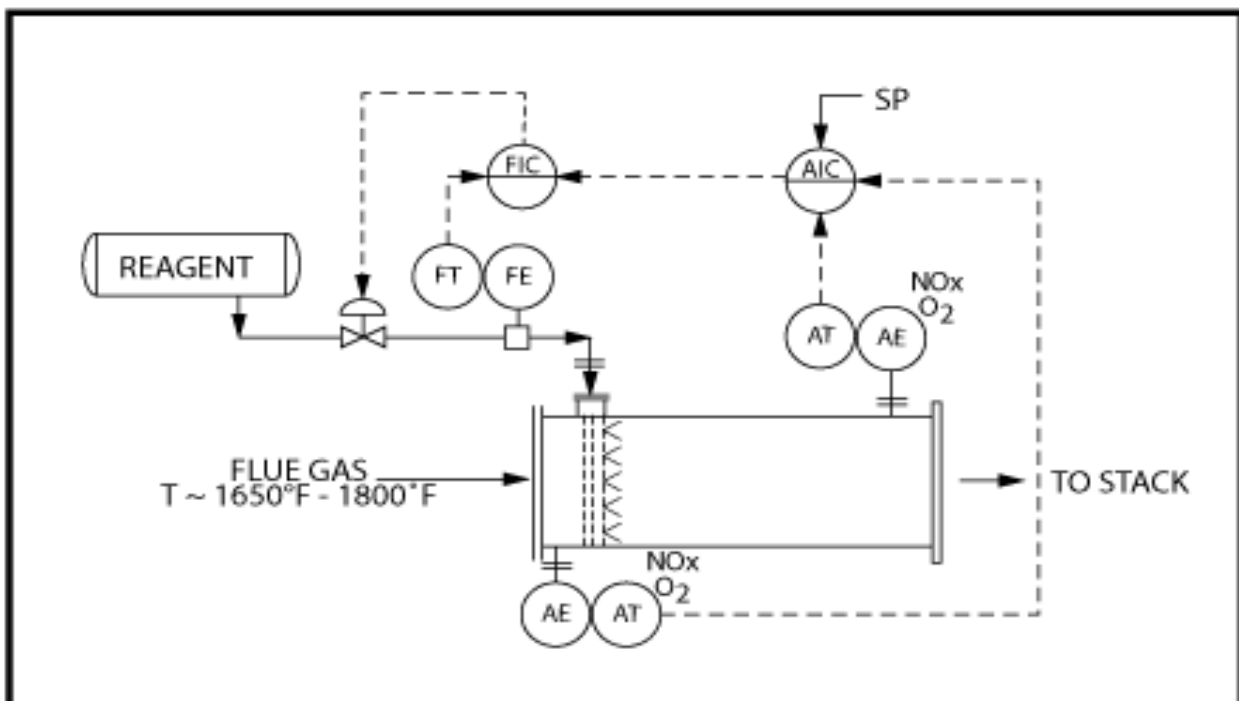 SP
FIC
AIC
REAGENT
FT
FE
NOx
O2
AT
AE
FLUE GAS
T ~ 1650°F - 1800°F
TO STACK
NOx
O2
AE
AT